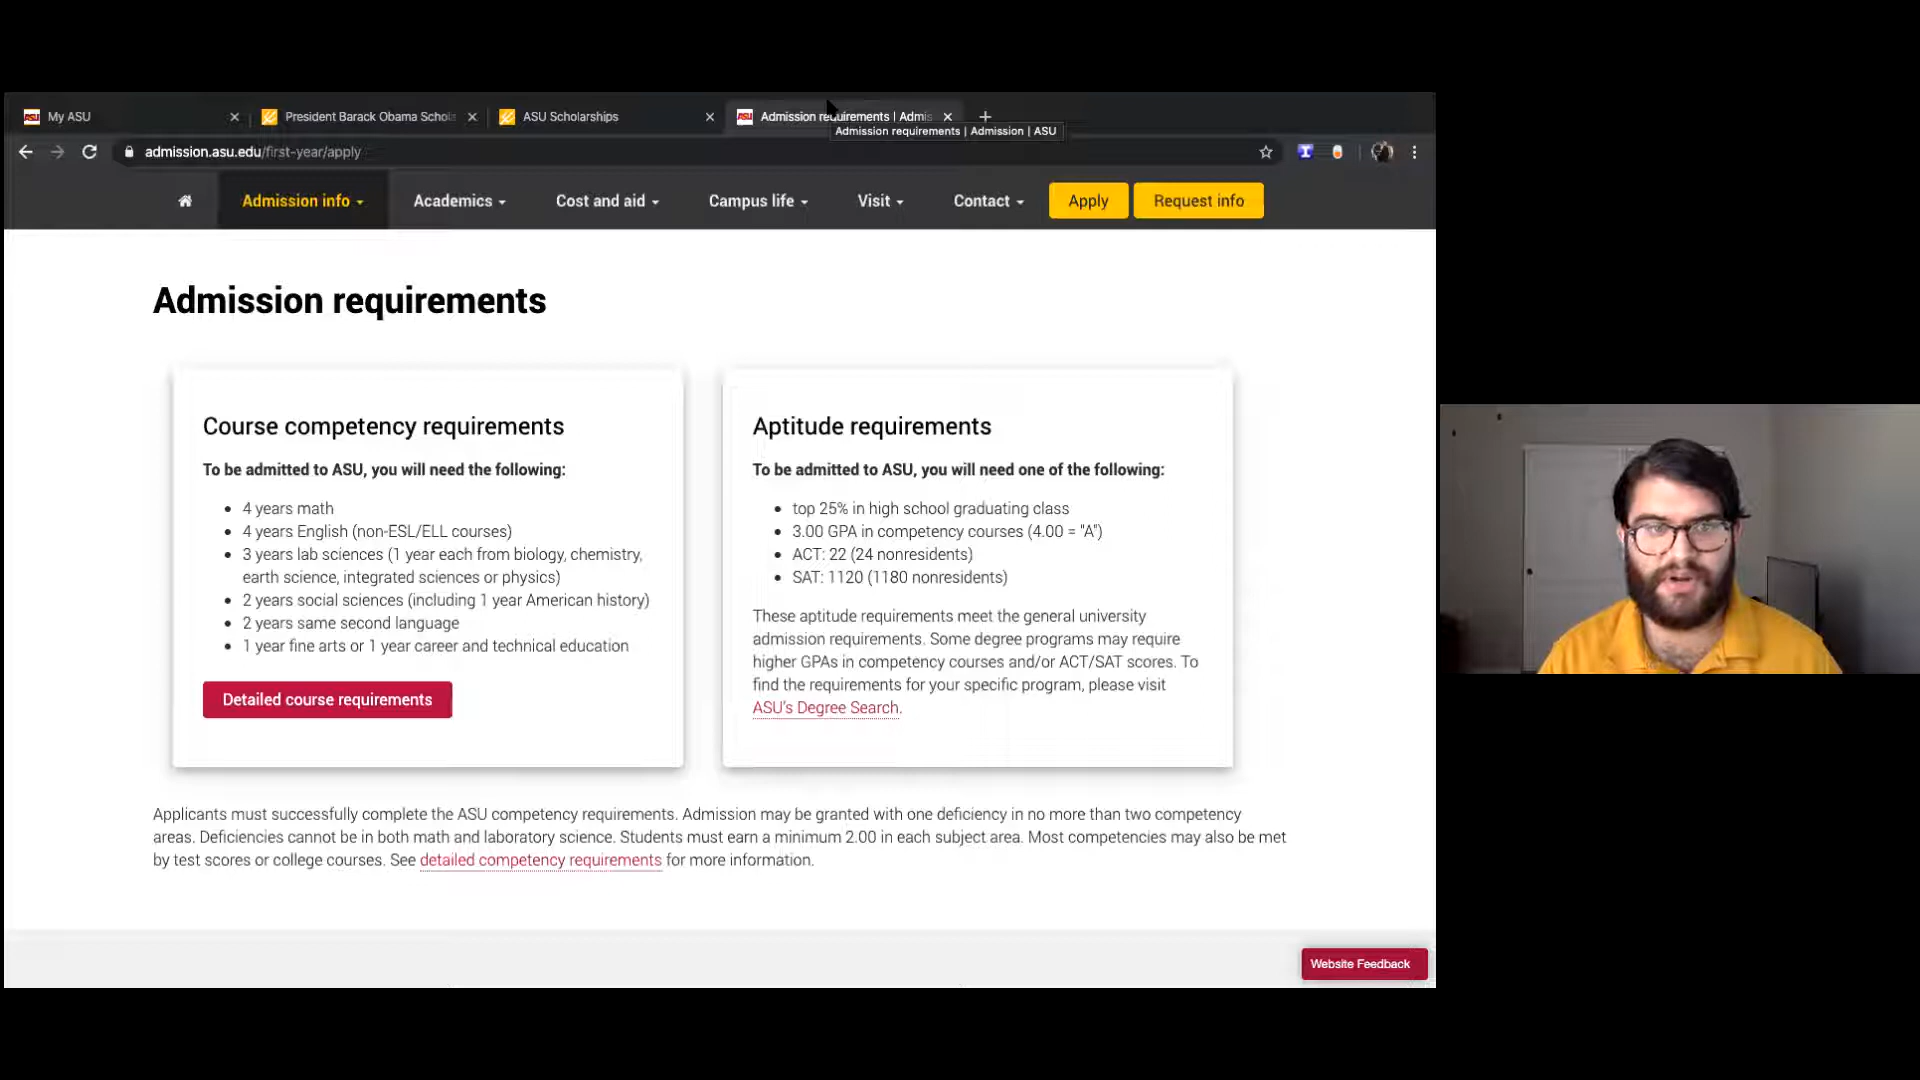 My ASU
President Barack Obama Schola
ASU Scholarships
Admission requirements | Admis
Admission requirements | Admission | ASU
admission.asu.edu/first-year/apply
Admission info
Academics
Cost and aid
Campus life
Visit
Contact
Apply
Request info
Admission requirements
Course competency requirements
To be admitted to ASU, you will need the following:
4 years math
4 years English (non-ESL/ELL courses)
3 years lab sciences (1 year each from biology, chemistry,
earth science, integrated sciences or physics)
2 years social sciences (including 1 year American history)
2 years same second language
1 year fine arts or 1 year career and technical education
Detailed course requirements
Aptitude requirements
To be admitted to ASU, you will need one of the following:
top 25% in high school graduating class
3.00 GPA in competency courses (4.00 = "A")
ACT: 22 (24 nonresidents)
SAT: 1120 (1180 nonresidents)
These aptitude requirements meet the general university
admission requirements. Some degree programs may require
higher GPAs in competency courses and/or ACT/SAT scores. To
find the requirements for your specific program, please visit
ASU's Degree Search.
Applicants must successfully complete the ASU competency requirements. Admission may be granted with one deficiency in no more than two competency
areas. Deficiencies cannot be in both math and laboratory science. Students must earn a minimum 2.00 in each subject area. Most competencies may also be met
by test scores or college courses. See detailed competency requirements for more information.
Website Feedback